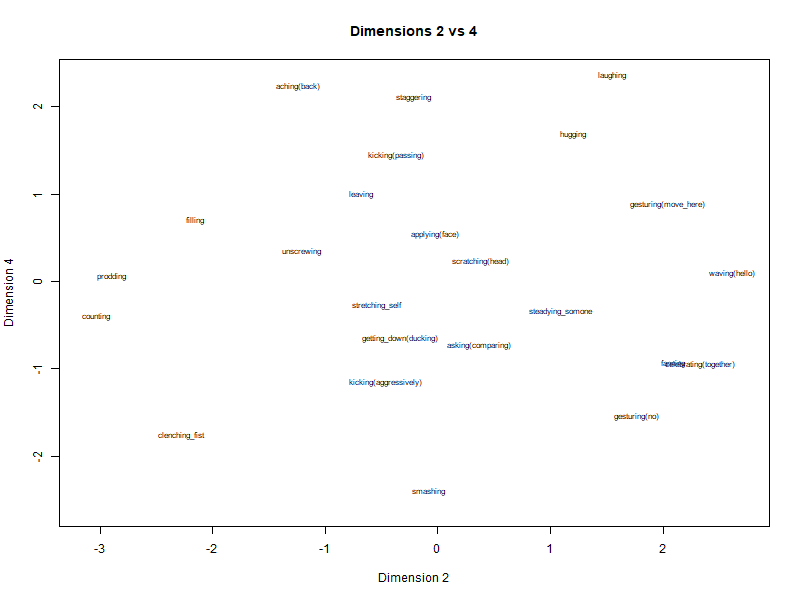 Dimensions 2 vs 4
laughing
aching(back)
staggering
hugging
kicking(passing)
leaving
gesturing(move_here)
filling
applying(face)
unscrewing
scratching(head)
waving(hello)
prodding
stretching_self
steadying_somone
counting
getting_down(ducking)
asking(comparing)
celebrating(together)
kicking(aggressively)
gesturing(no)
clenching_fist
smashing
2
1
0
-1
-2
Dimension 4
-3 -2 -1 0 1 2
Dimension 2